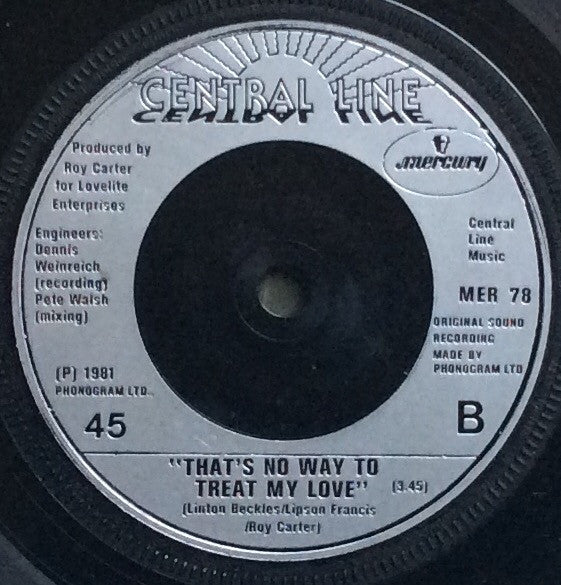 CENTRAL LINE
Produced by
Roy Carter
for Lovelite
Enterprises
mercury
Engineers:
Dennis
Weinreich
(recording)
Pete Walsh
(mixing)
Central
Line
Music
MER 78
ORIGINAL SOUND
RECORDING
MADE BY
PHONOGRAM LTD
(P) 1981
PHONOGRAM LTD.
45
B
"THAT'S NO WAY TO
TREAT MY LOVE" (3.45)
(Linton Beckles/Lipson Francis
/Roy Carter)